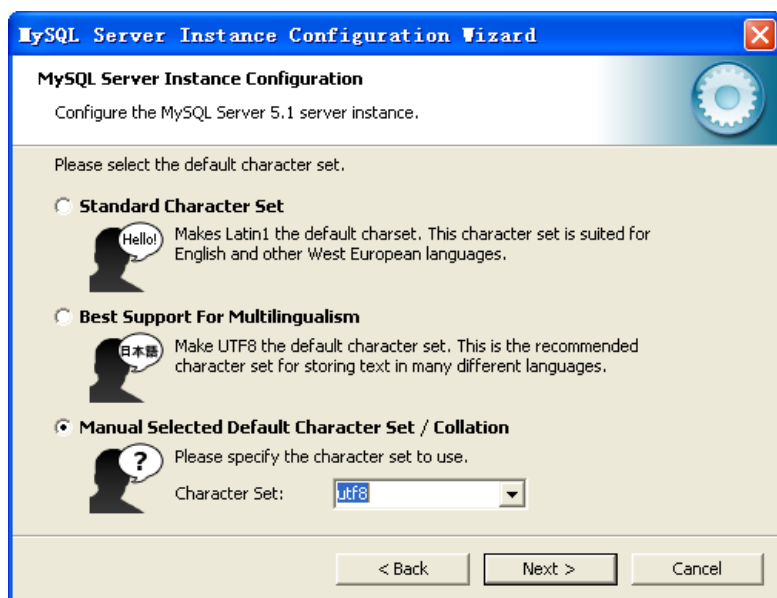 MySQL Server Instance Configuration Wizard
MySQL Server Instance Configuration
Configure the MySQL Server 5.1 server instance.
Please select the default character set.
Standard Character Set
Hello!
Makes Latin1 the default charset. This character set is suited for
English and other West European languages.
Best Support For Multilingualism
日本語
Make UTF8 the default character set. This is the recommended
character set for storing text in many different languages.
Manual Selected Default Character Set / Collation
?
Please specify the character set to use.
Character Set: utf8
< Back Next > Cancel